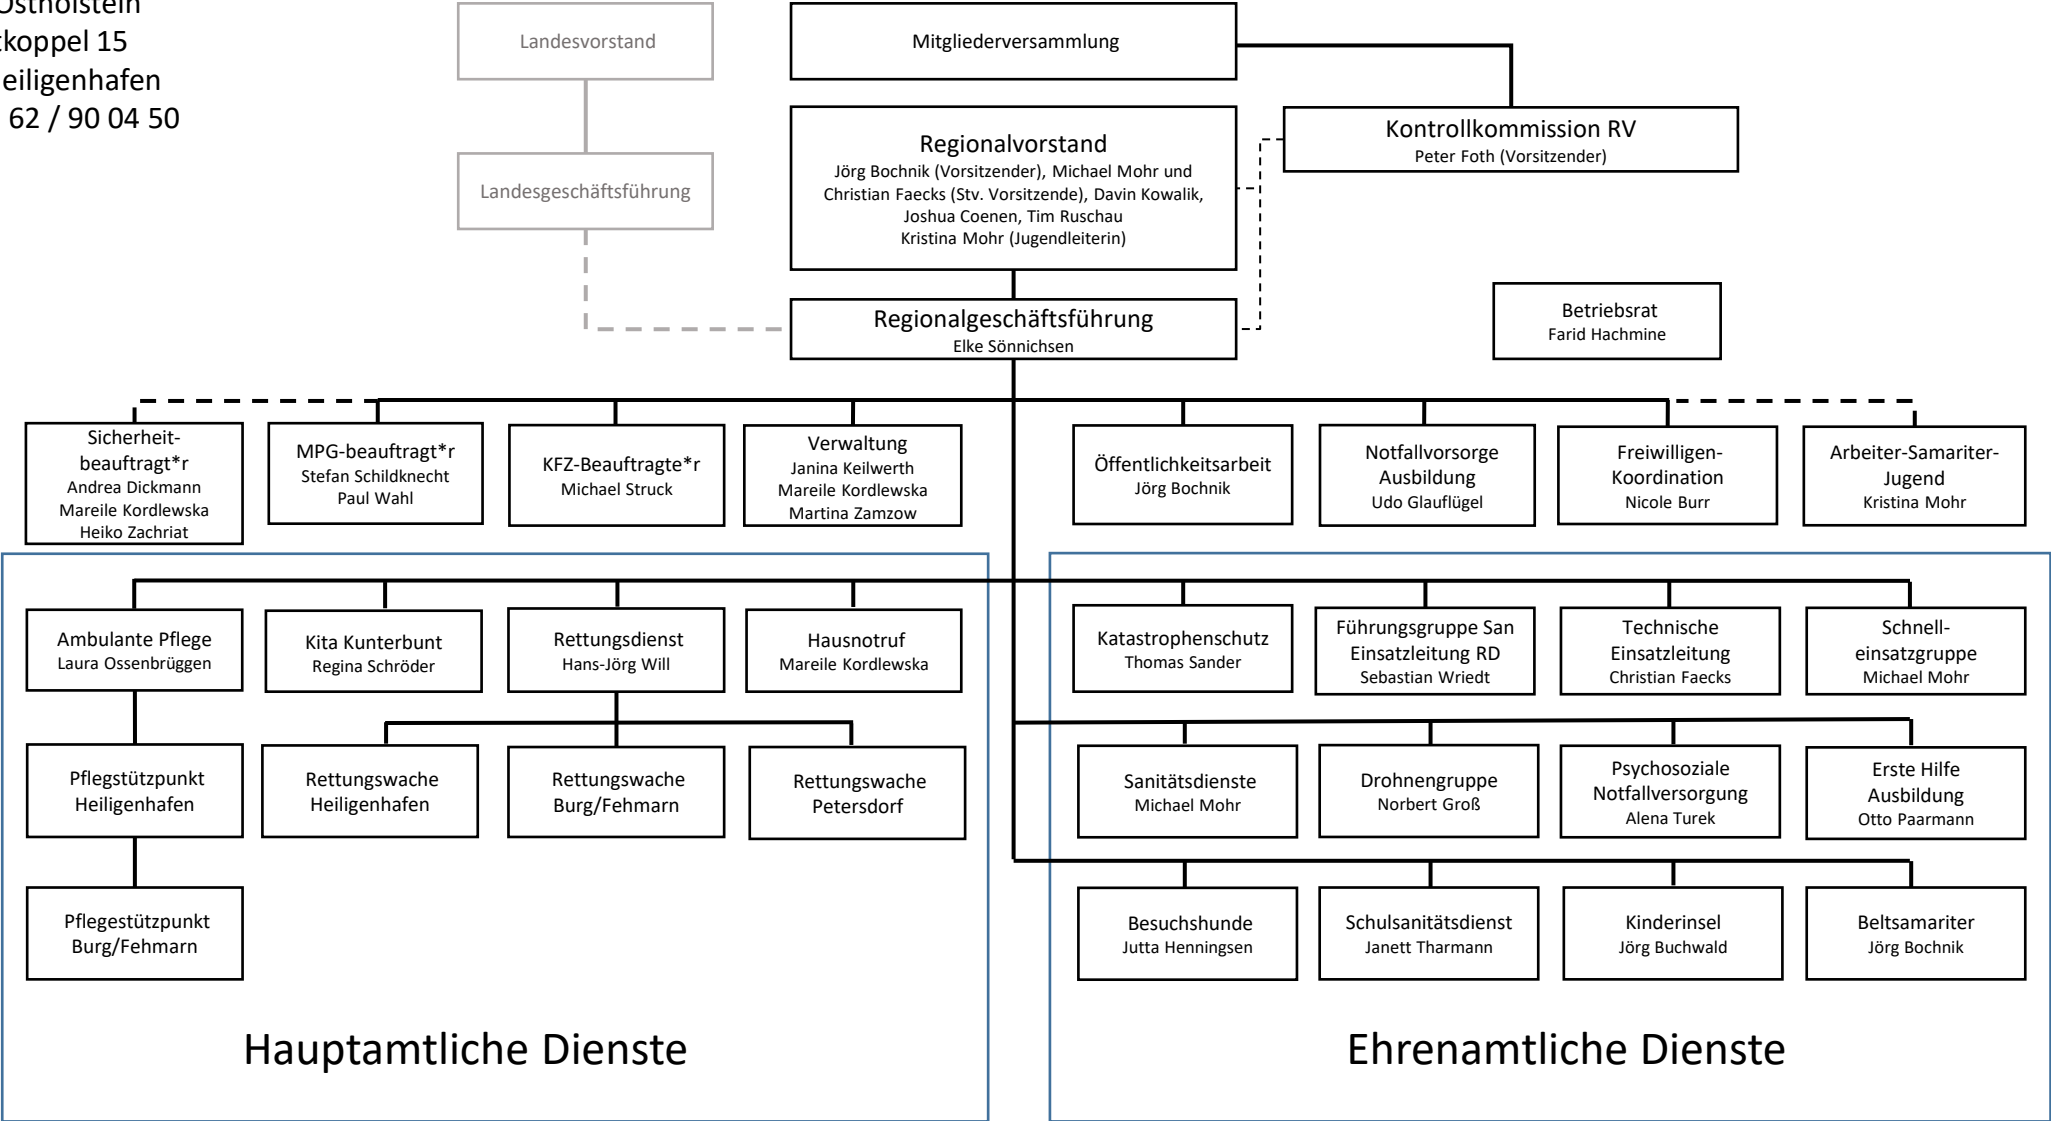 Ostholstein
koppel 15
eiligenhafen
62 / 90 04 50
Landesvorstand
Mitgliederversammlung
Landesgeschäftsführung
Regionalvorstand
Jörg Bochnik (Vorsitzender), Michael Mohr und
Christian Faecks (Stv. Vorsitzende), Davin Kowalik,
Joshua Coenen, Tim Ruschau
Kristina Mohr (Jugendleiterin)
Kontrollkommission RV
Peter Foth (Vorsitzender)
Regionalgeschäftsführung
Elke Sönnichsen
Betriebsrat
Farid Hachmine
Sicherheit-
beauftragt*r
Andrea Dickmann
Mareile Kordlewska
Heiko Zachriat
MPG-beauftragt*r
Stefan Schildknecht
Paul Wahl
KFZ-Beauftragte*r
Michael Struck
Verwaltung
Janina Keilwerth
Mareile Kordlewska
Martina Zamzow
Öffentlichkeitsarbeit
Jörg Bochnik
Notfallvorsorge
Ausbildung
Udo Glauflügel
Freiwilligen-
Koordination
Nicole Burr
Arbeiter-Samariter-
Jugend
Kristina Mohr
Ambulante Pflege
Laura Ossenbrüggen
Kita Kunterbunt
Regina Schröder
Rettungsdienst
Hans-Jörg Will
Hausnotruf
Mareile Kordlewska
Pflegstützpunkt
Heiligenhafen
Rettungswache
Heiligenhafen
Rettungswache
Burg/Fehmarn
Rettungswache
Petersdorf
Pflegestützpunkt
Burg/Fehmarn
Hauptamtliche Dienste
Katastrophenschutz
Thomas Sander
Führungsgruppe San
Einsatzleitung RD
Sebastian Wriedt
Technische
Einsatzleitung
Christian Faecks
Schnell-
einsatzgruppe
Michael Mohr
Sanitätsdienste
Michael Mohr
Drohnengruppe
Norbert Groß
Psychosoziale
Notfallversorgung
Alena Turek
Erste Hilfe
Ausbildung
Otto Paarmann
Besuchshunde
Jutta Henningsen
Schulsanitätsdienst
Janett Tharmann
Kinderinsel
Jörg Buchwald
Beltsamariter
Jörg Bochnik
Ehrenamtliche Dienste